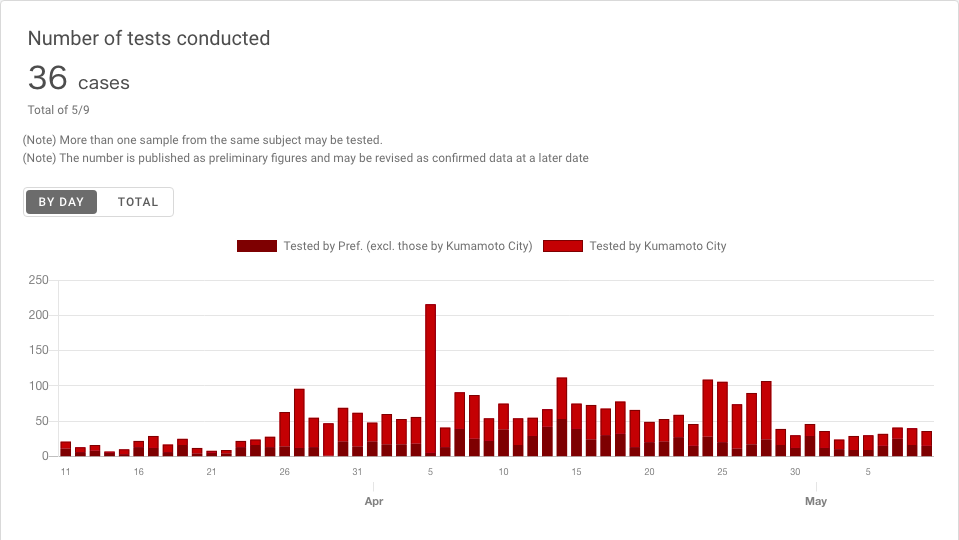 Number of tests conducted
36 cases
Total of 5/9
(Note) More than one sample from the same subject may be tested.
(Note) The number is published as preliminary figures and may be revised as confirmed data at a later date
BY DAY TOTAL
Tested by Pref. (excl. those by Kumamoto City) Tested by Kumamoto City
250
200
150
100
50
0
11 16 21 26 31 5 10 15 20 25 30 5
Apr May